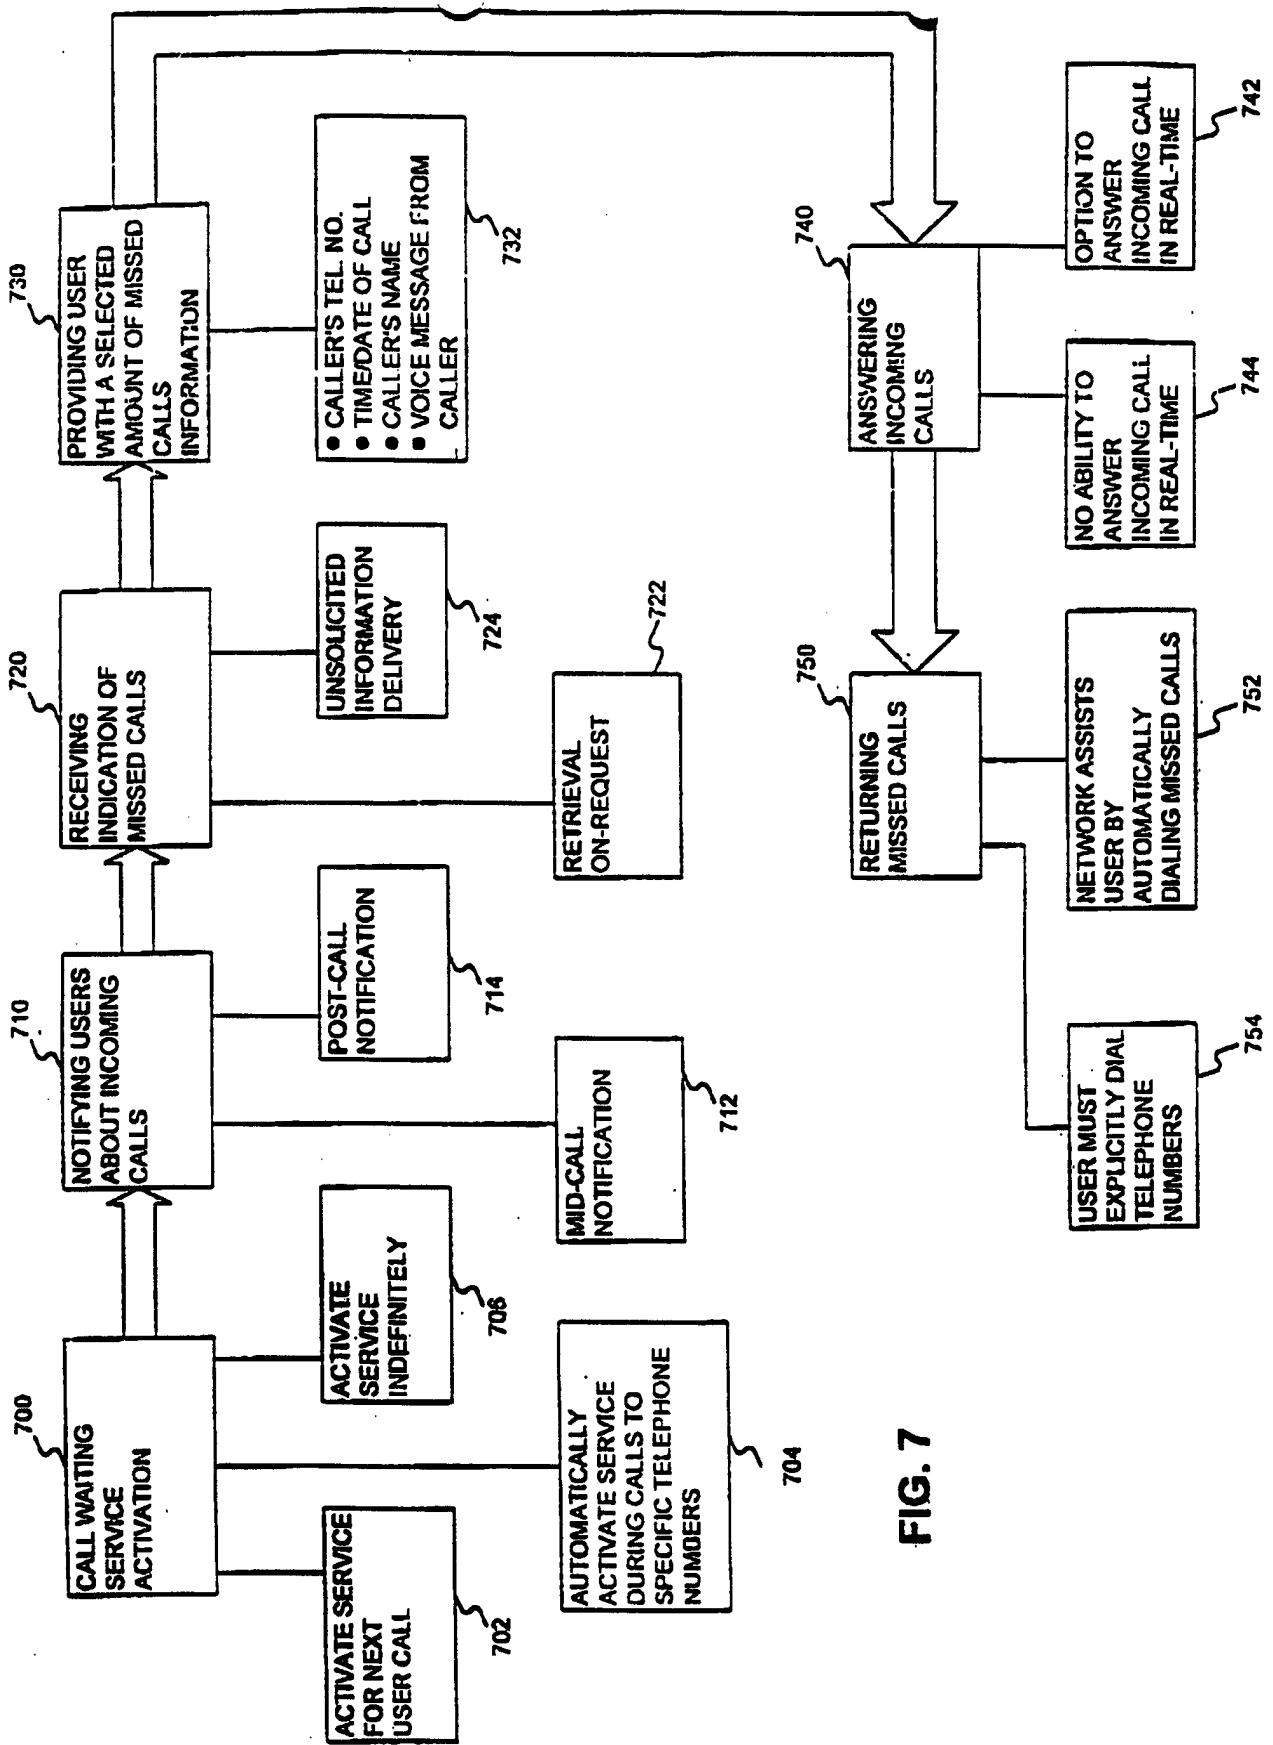 700
CALL WAITING
SERVICE
ACTIVATION
710
NOTIFYING USERS
ABOUT INCOMING
CALLS
720
RECEIVING
INDICATION OF
MISSED CALLS
730
PROVIDING USER
WITH A SELECTED
AMOUNT OF MISSED
CALLS
INFORMATION
ACTIVATE SERVICE
FOR NEXT
USER CALL
702
ACTIVATE
SERVICE
INDEFINITELY
706
POST-CALL
NOTIFICATION
714
UNSOLICITED
INFORMATION
DELIVERY
724
● CALLER'S TEL. NO.
● TIME/DATE OF CALL
● CALLER'S NAME
■ VOICE MESSAGE FROM
CALLER
732
AUTOMATICALLY
ACTIVATE SERVICE
DURING CALLS TO
SPECIFIC TELEPHONE
NUMBERS
704
MID-CALL
NOTIFICATION
712
RETRIEVAL
ON-REQUEST
722
750
RETURNING
MISSED CALLS
740
ANSWERING
INCOMING
CALLS
USER MUST
EXPLICITLY DIAL
TELEPHONE
NUMBERS
754
NETWORK ASSISTS
USER BY
AUTOMATICALLY
DIALING MISSED CALLS
752
NO ABILITY TO
ANSWER
INCOMING CALL
IN REAL-TIME
744
OPTION TO
ANSWER
INCOMING CALL
IN REAL-TIME
742
FIG. 7